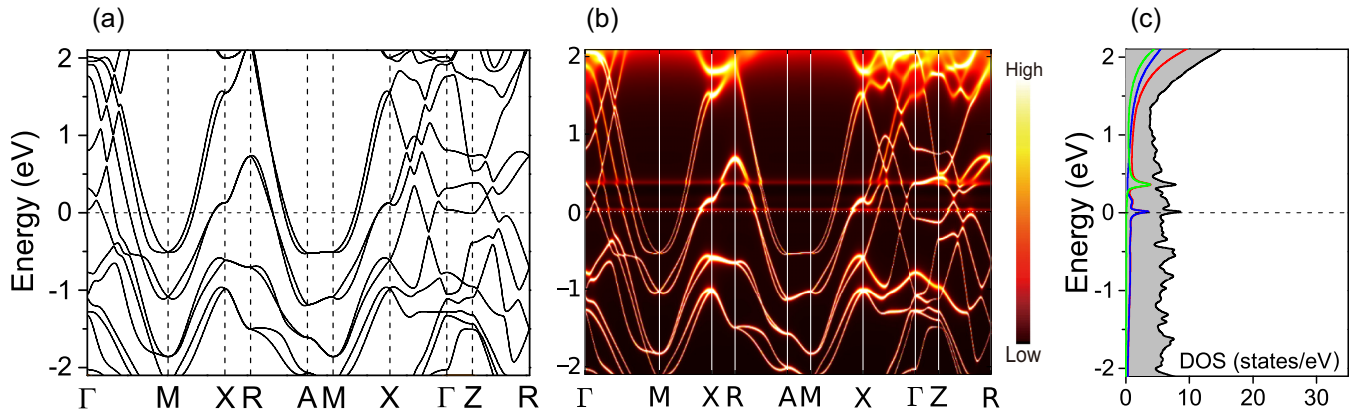 (a)
(b)
(c)
Energy (eV)
2
1
0
-1
-2
Γ M X R A M X Γ Z R
2
1
0
−1
−2
Γ M X R A M X Γ Z R
High
Low
Energy (eV)
2
1
0
-1
-2
DOS (states/eV)
0 10 20 30